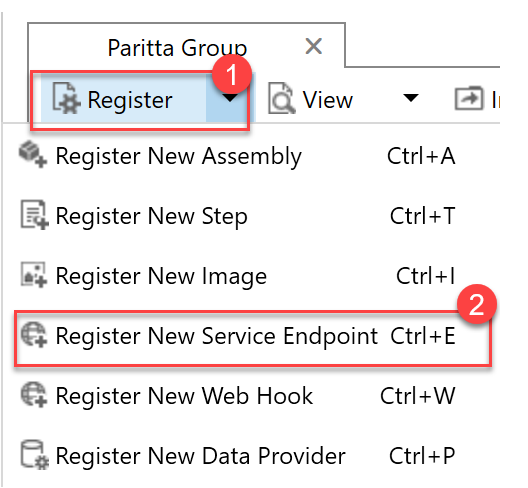 Paritta Group
1
Register View
Register New Assembly Ctrl+A
Register New Step Ctrl+T
Register New Image Ctrl+I
2
Register New Service Endpoint Ctrl+E
Register New Web Hook Ctrl+W
Register New Data Provider Ctrl+P